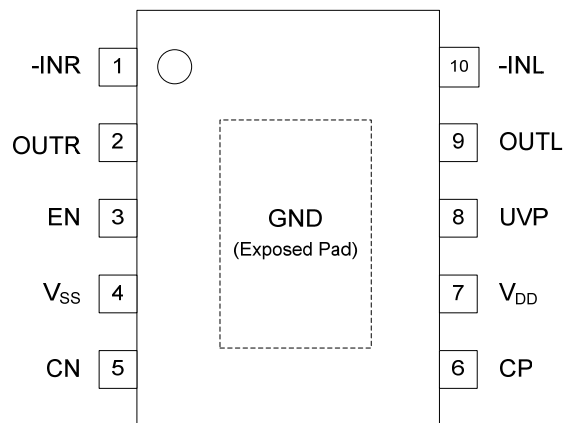 -INR 1 10 -INL
OUTR 2 9 OUTL
EN 3 GND 8 UVP
(Exposed Pad)
VSS 4 7 VDD
CN 5 6 CP